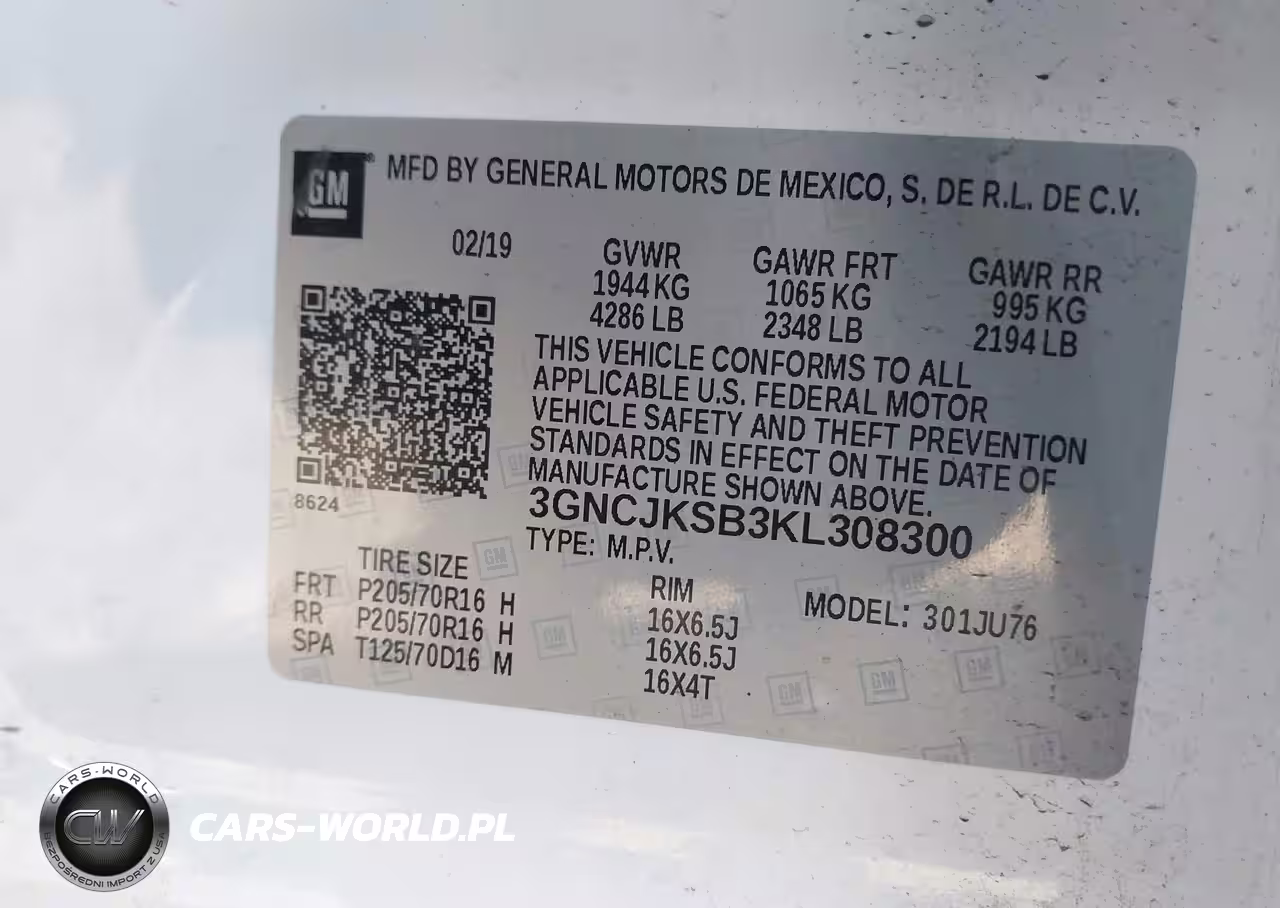 GM
MFD BY GENERAL MOTORS DE MEXICO, S. DE R.L. DE C.V.
02/19
GVWR GAWR FRT GAWR RR
1944 KG 1065 KG 995 KG
4286 LB 2348 LB 2194 LB
THIS VEHICLE CONFORMS TO ALL
APPLICABLE U.S. FEDERAL MOTOR
VEHICLE SAFETY AND THEFT PREVENTION
STANDARDS IN EFFECT ON THE DATE OF
MANUFACTURE SHOWN ABOVE.
8624
3GNCJKSB3KL308300
TYPE: M.P.V.
TIRE SIZE RIM MODEL: 301JU76
FRT P205/70R16 H 16X6.5J
RR P205/70R16 H 16X6.5J
SPA T125/70D16 M 16X4T
CARS-WORLD
CW
BEZPOŚREDNI IMPORT Z USA
CARS-WORLD.PL